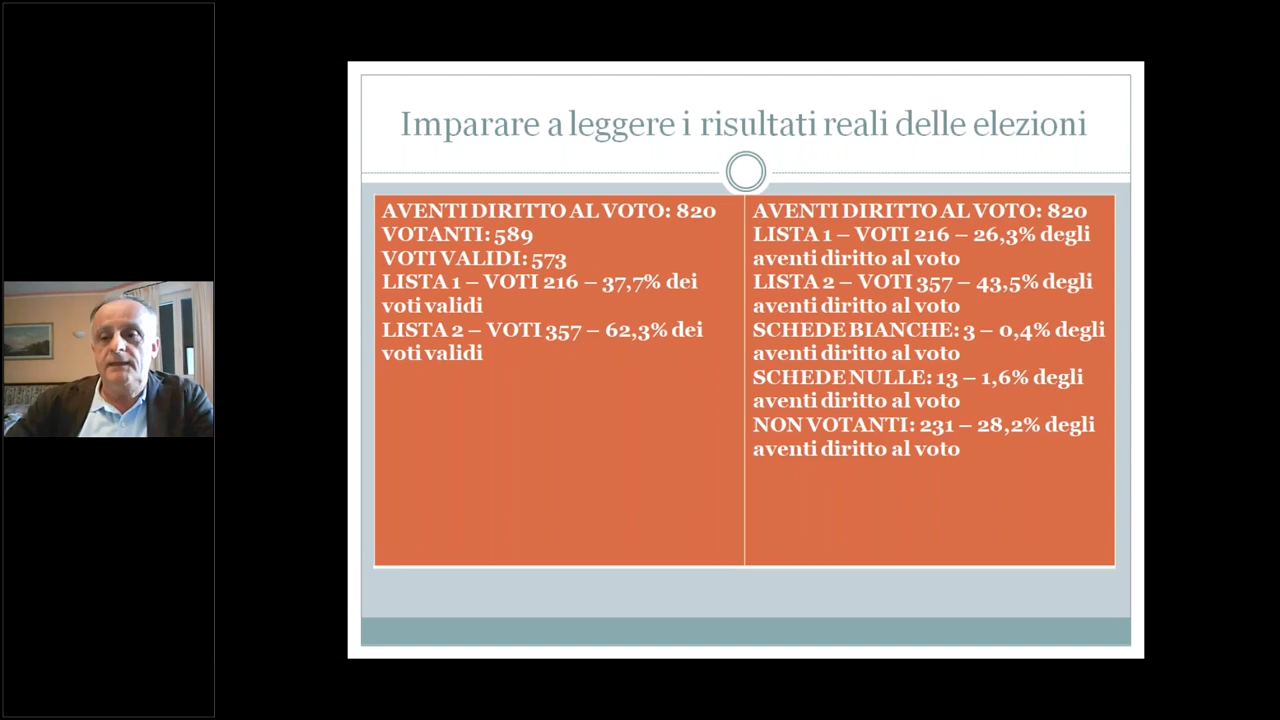 Imparare a leggere i risultati reali delle elezioni
AVENTI DIRITTO AL VOTO: 820
VOTANTI: 589
VOTI VALIDI: 573
LISTA 1 – VOTI 216 – 37,7% dei
voti validi
LISTA 2 – VOTI 357 – 62,3% dei
voti validi
AVENTI DIRITTO AL VOTO: 820
LISTA 1 – VOTI 216 – 26,3% degli
aventi diritto al voto
LISTA 2 – VOTI 357 – 43,5% degli
aventi diritto al voto
SCHEDE BIANCHE: 3 – 0,4% degli
aventi diritto al voto
SCHEDE NULLE: 13 – 1,6% degli
aventi diritto al voto
NON VOTANTI: 231 – 28,2% degli
aventi diritto al voto